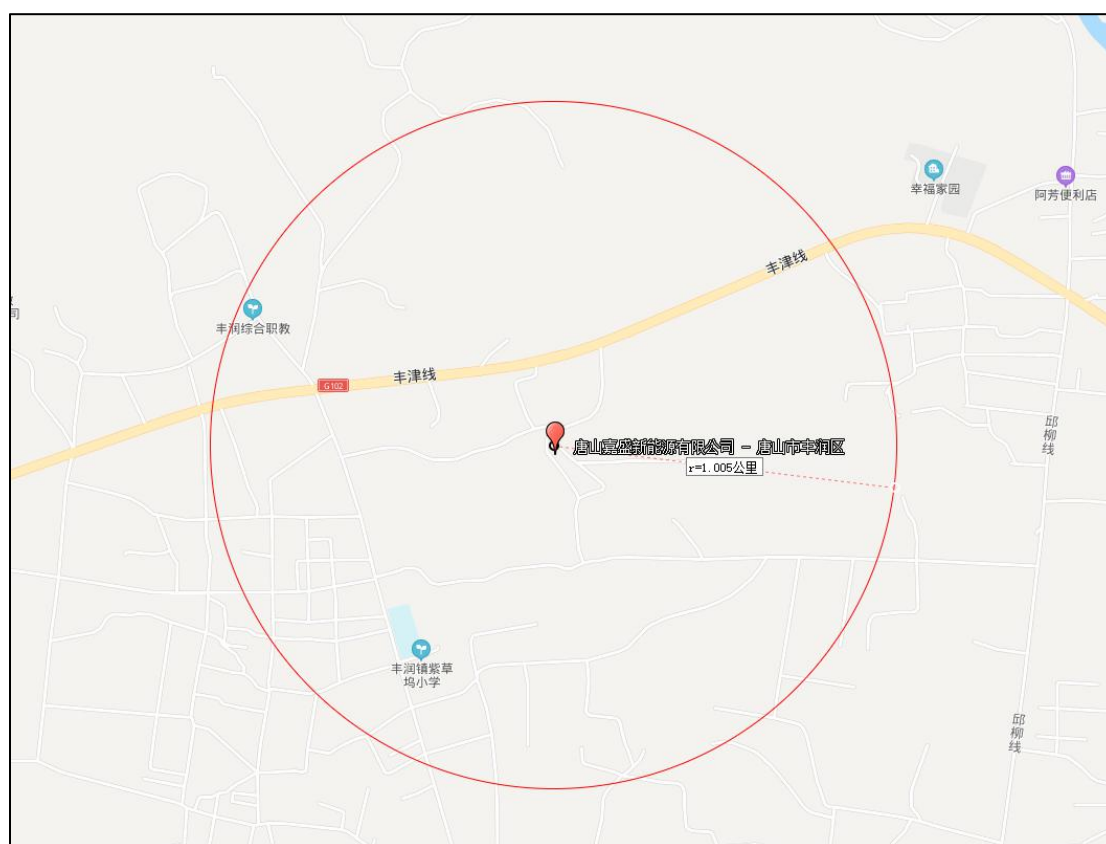 幸福家园
阿芳便利店
丰津线
丰润综合职教
司
丰津线
G102
唐山嘉盛新能源有限公司 - 唐山市丰润区
r=1.005公里
邱柳线
丰润镇紫草
坞小学
邱柳线